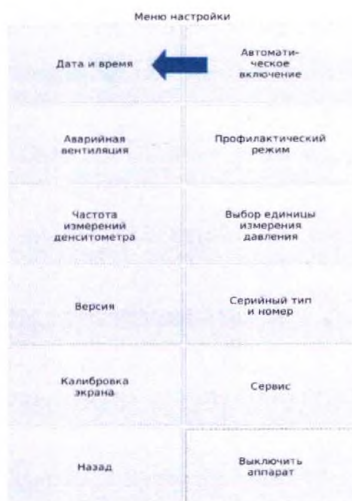 Меню настройки
Дата и время
Автомати-
ческое
включение
Аварийная
вентиляция
Профилактический
режим
Частота
измерений
денситометра
Выбор единицы
измерения
давления
Версия
Серийный тип
и номер
Калибровка
экрана
Сервис
Назад
Выключить
аппарат